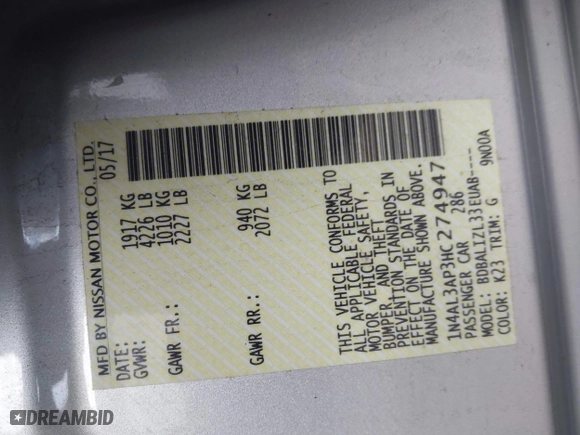 MFD BY NISSAN MOTOR CO., LTD.
DATE: 05/17
GVWR: 1917 KG
4226 LB
GAWR FR.: 1010 KG
2227 LB
GAWR RR.: 940 KG
2072 LB
THIS VEHICLE CONFORMS TO
ALL APPLICABLE FEDERAL
MOTOR VEHICLE SAFETY,
BUMPER, AND THEFT
PREVENTION STANDARDS IN
EFFECT ON THE DATE OF
MANUFACTURE SHOWN ABOVE.
1N4AL3AP3HC274947
PASSENGER CAR 286
MODEL: BDBALIZL33EUAB---- 9N00A
COLOR: K23 TRIM: G
DREAMBID